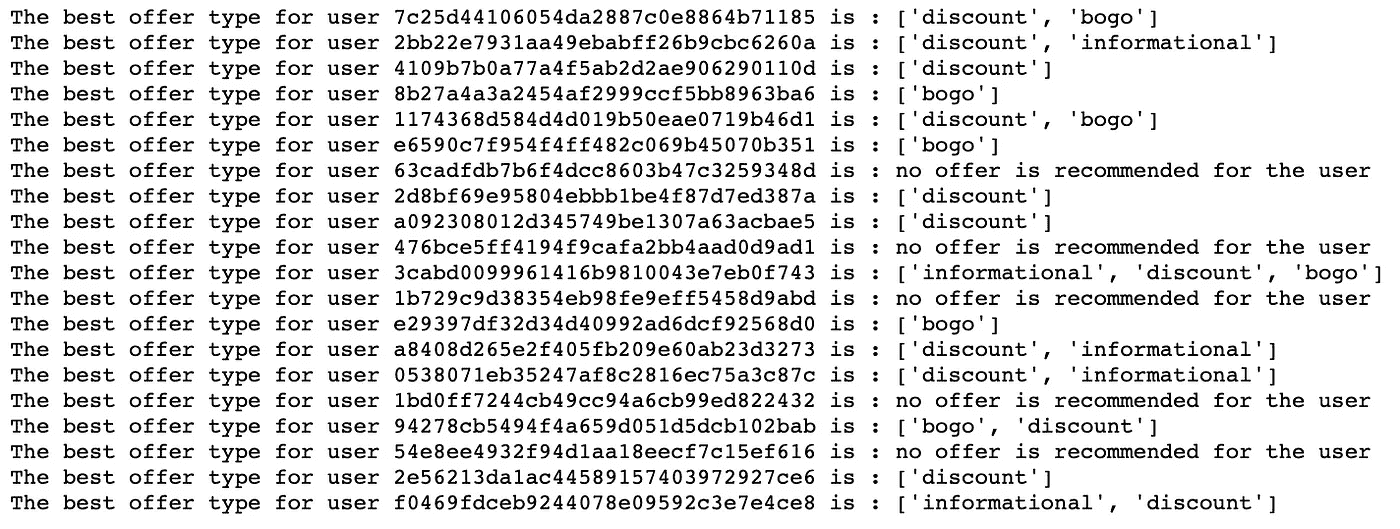 The best offer type for user 7c25d44106054da2887c0e8864b71185 is : ['discount', 'bogo']
The best offer type for user 2bb22e7931aa49ebabff26b9cbc6260a is : ['discount', 'informational']
The best offer type for user 4109b7b0a77a4f5ab2d2ae906290110d is : ['discount']
The best offer type for user 8b27a4a3a2454af2999ccf5bb8963ba6 is : ['bogo']
The best offer type for user 1174368d584d4d019b50eae0719b46d1 is : ['discount', 'bogo']
The best offer type for user e6590c7f954f4ff482c069b45070b351 is : ['bogo']
The best offer type for user 63cadfdb7b6f4dcc8603b47c3259348d is : no offer is recommended for the user
The best offer type for user 2d8bf69e95804ebbb1be4f87d7ed387a is : ['discount']
The best offer type for user a092308012d345749be1307a63acbae5 is : ['discount']
The best offer type for user 476bce5ff4194f9cafa2bb4aad0d9ad1 is : no offer is recommended for the user
The best offer type for user 3cabd0099961416b9810043e7eb0f743 is : ['informational', 'discount', 'bogo']
The best offer type for user 1b729c9d38354eb98fe9eff5458d9abd is : no offer is recommended for the user
The best offer type for user e29397df32d34d40992ad6dcf92568d0 is : ['bogo']
The best offer type for user a8408d265e2f405fb209e60ab23d3273 is : ['discount', 'informational']
The best offer type for user 0538071eb35247af8c2816ec75a3c87c is : ['discount', 'informational']
The best offer type for user 1bd0ff7244cb49cc94a6cb99ed822432 is : no offer is recommended for the user
The best offer type for user 94278cb5494f4a659d051d5dcb102bab is : ['bogo', 'discount']
The best offer type for user 54e8ee4932f94d1aa18eecf7c15ef616 is : no offer is recommended for the user
The best offer type for user 2e56213da1ac44589157403972927ce6 is : ['discount']
The best offer type for user f0469fdceb9244078e09592c3e7e4ce8 is : ['informational', 'discount']